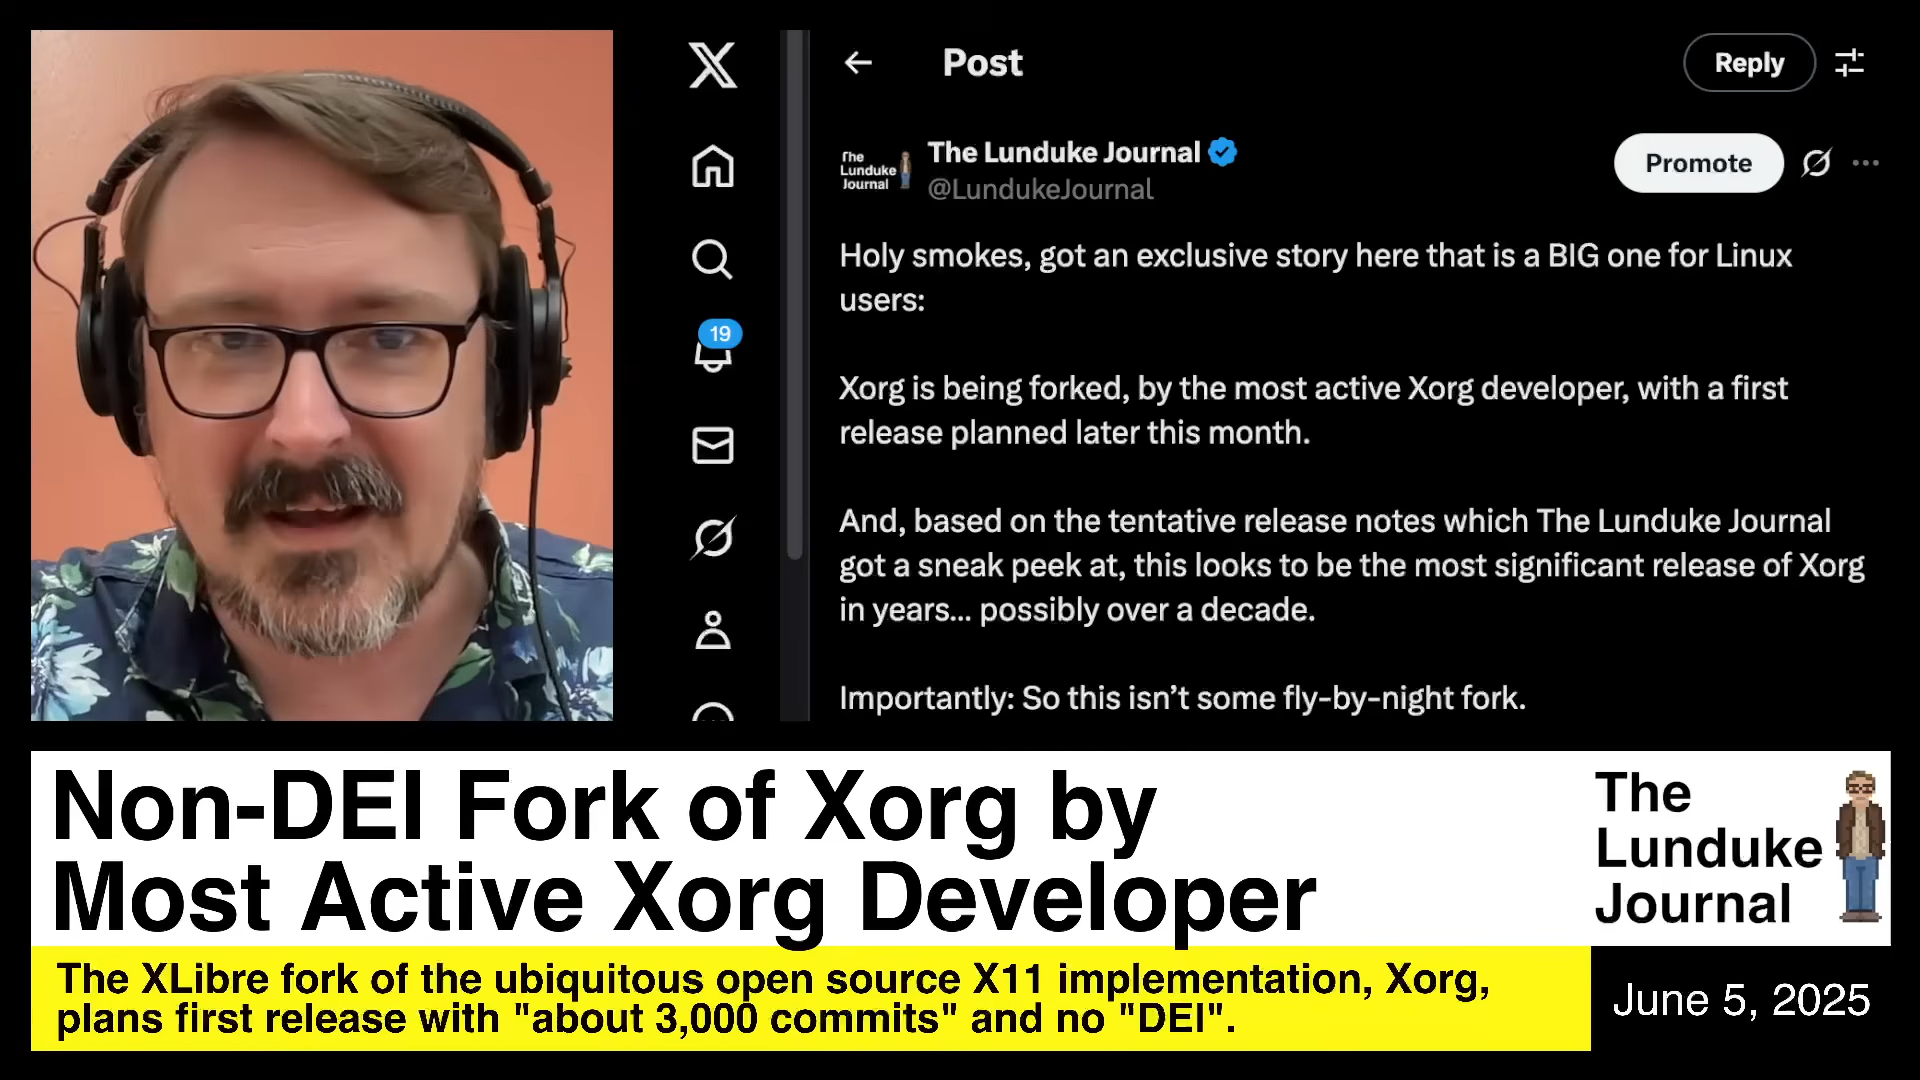 Post
Reply
The Lunduke Journal
@LundukeJournal
Promote
The
Lunduke
Journal
19
Holy smokes, got an exclusive story here that is a BIG one for Linux
users:
Xorg is being forked, by the most active Xorg developer, with a first
release planned later this month.
And, based on the tentative release notes which The Lunduke Journal
got a sneak peek at, this looks to be the most significant release of Xorg
in years... possibly over a decade.
Importantly: So this isn’t some fly-by-night fork.
Non-DEI Fork of Xorg by
Most Active Xorg Developer
The
Lunduke
Journal
The XLibre fork of the ubiquitous open source X11 implementation, Xorg,
plans first release with "about 3,000 commits" and no "DEI".
June 5, 2025